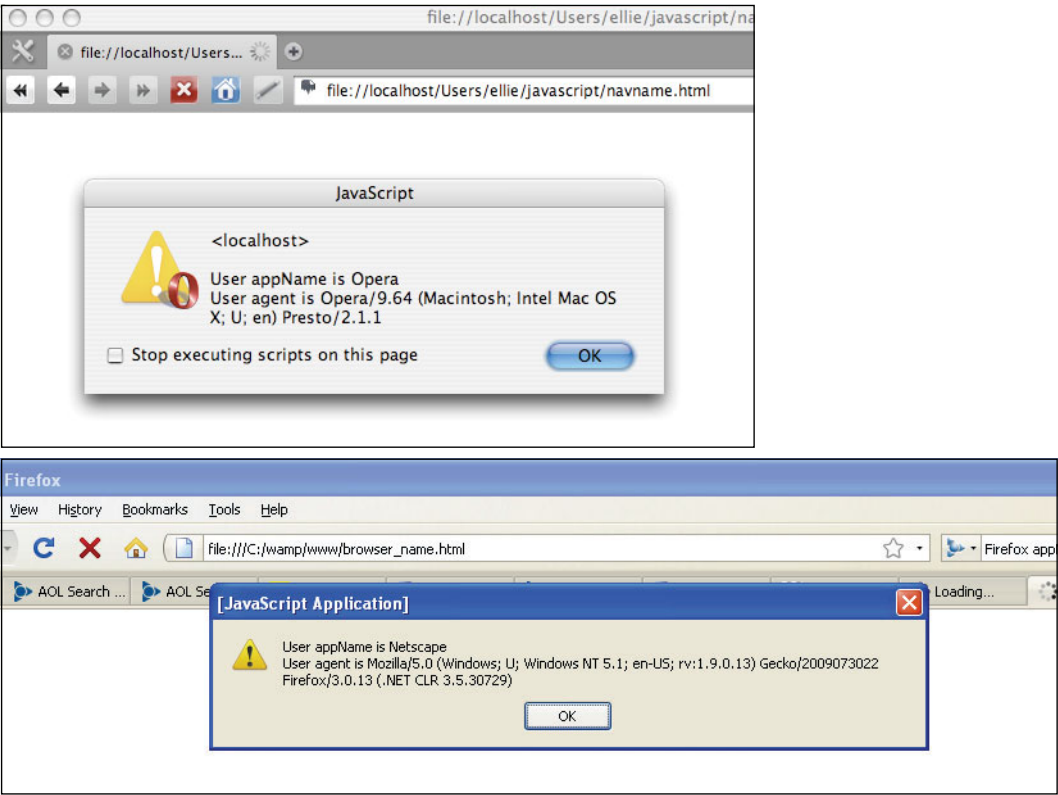 file://localhost/Users/ellie/javascript/na
file://localhost/Users...
file://localhost/Users/ellie/javascript/navname.html
JavaScript
<localhost>
User appName is Opera
User agent is Opera/9.64 (Macintosh; Intel Mac OS
X; U; en) Presto/2.1.1
Stop executing scripts on this page
OK
Firefox
View History Bookmarks Tools Help
file:///C:/wamp/www/browser_name.html
Firefox app
AOL Search ...
AOL Se
Loading...
[JavaScript Application]
User appName is Netscape
User agent is Mozilla/5.0 (Windows; U; Windows NT 5.1; en-US; rv:1.9.0.13) Gecko/2009073022
Firefox/3.0.13 (.NET CLR 3.5.30729)
OK